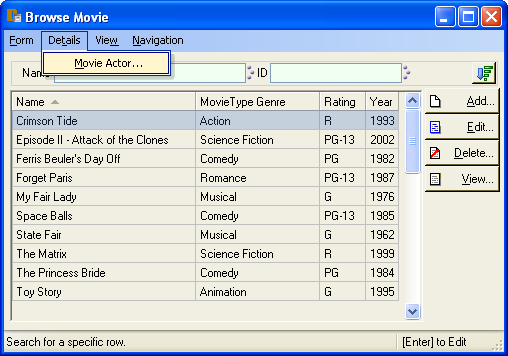 Browse Movie
Form Details View Navigation
Movie Actor...
ID
Name MovieType Genre Rating Year
Crimson Tide Action R 1993
Episode II - Attack of the Clones Science Fiction PG-13 2002
Ferris Beuler's Day Off Comedy PG 1982
Forget Paris Romance PG-13 1987
My Fair Lady Musical G 1976
Space Balls Comedy PG-13 1985
State Fair Musical G 1962
The Matrix Science Fiction R 1999
The Princess Bride Comedy PG 1984
Toy Story Animation G 1995
Add...
Edit...
Delete...
View...
Search for a specific row. [Enter] to Edit